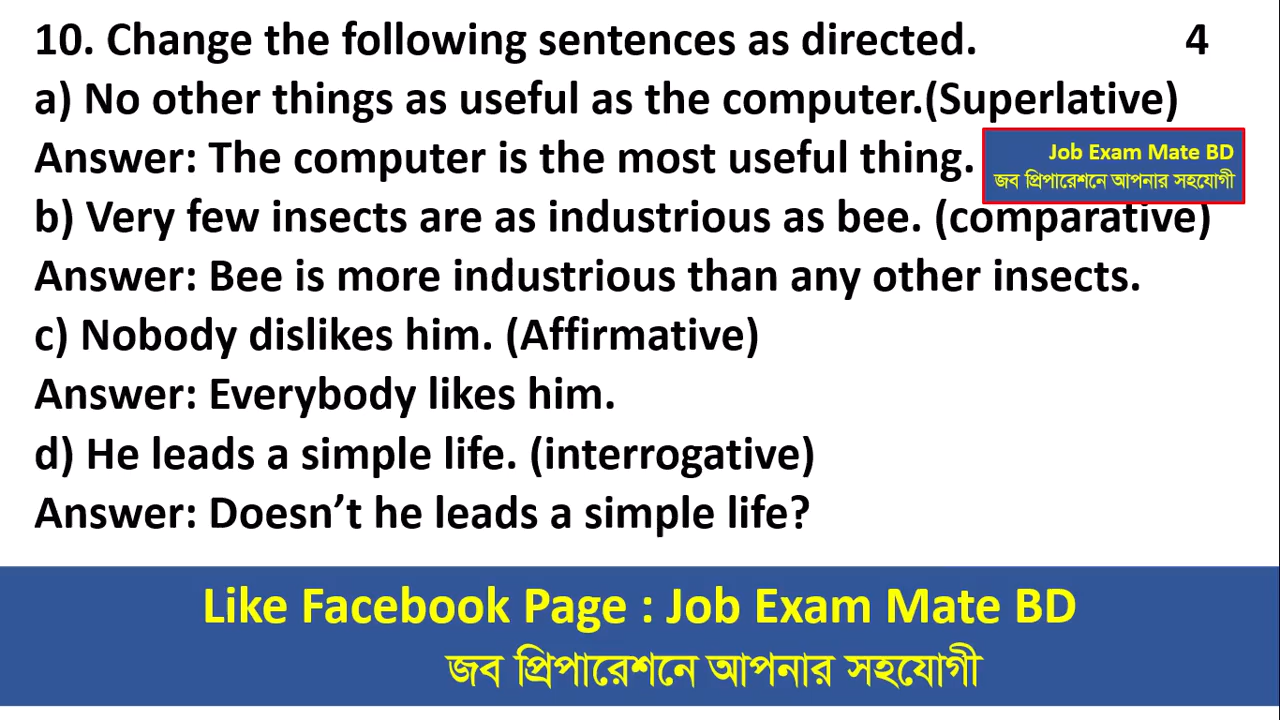 10. Change the following sentences as directed. 4
a) No other things as useful as the computer.(Superlative)
Answer: The computer is the most useful thing.
Job Exam Mate BD
জব প্রিপারেশনে আপনার সহযোগী
b) Very few insects are as industrious as bee. (comparative)
Answer: Bee is more industrious than any other insects.
c) Nobody dislikes him. (Affirmative)
Answer: Everybody likes him.
d) He leads a simple life. (interrogative)
Answer: Doesn’t he leads a simple life?
Like Facebook Page : Job Exam Mate BD
জব প্রিপারেশনে আপনার সহযোগী